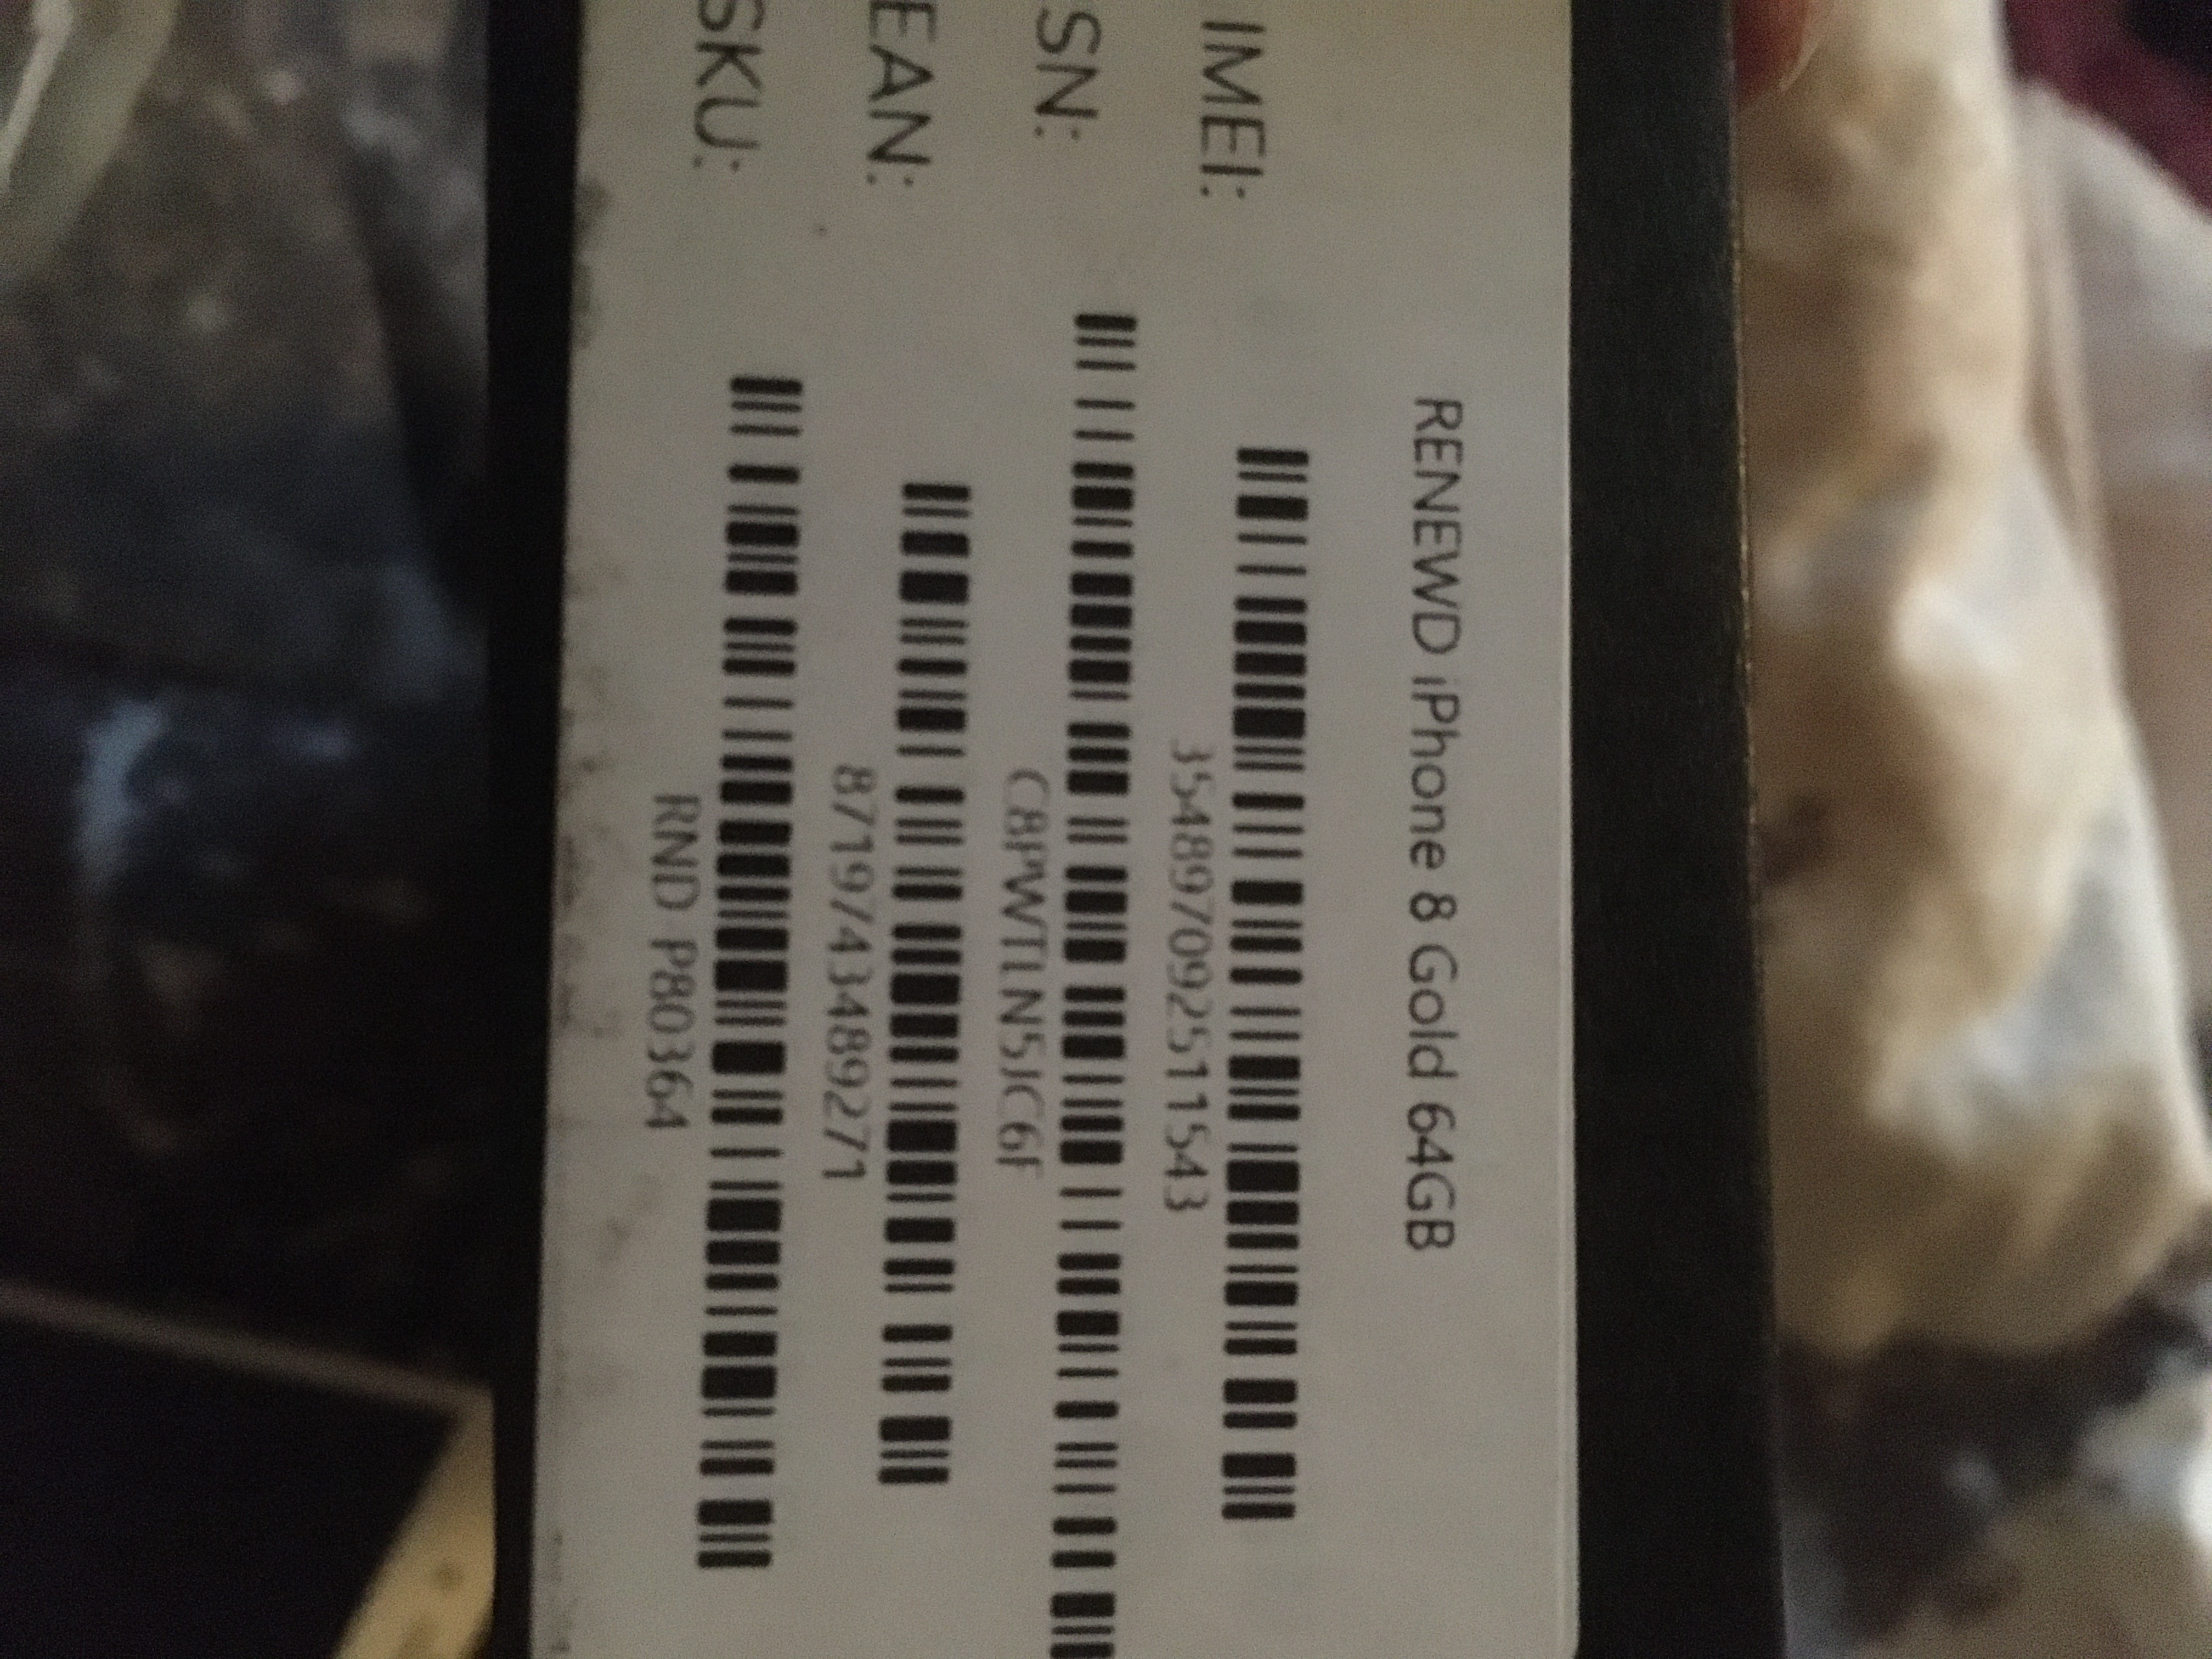 RENEWD iPhone 8 Gold 64GB
IMEI:
354897092511543
SN:
C8PWTLN5JC6F
EAN:
8719743489271
SKU:
RND P80364